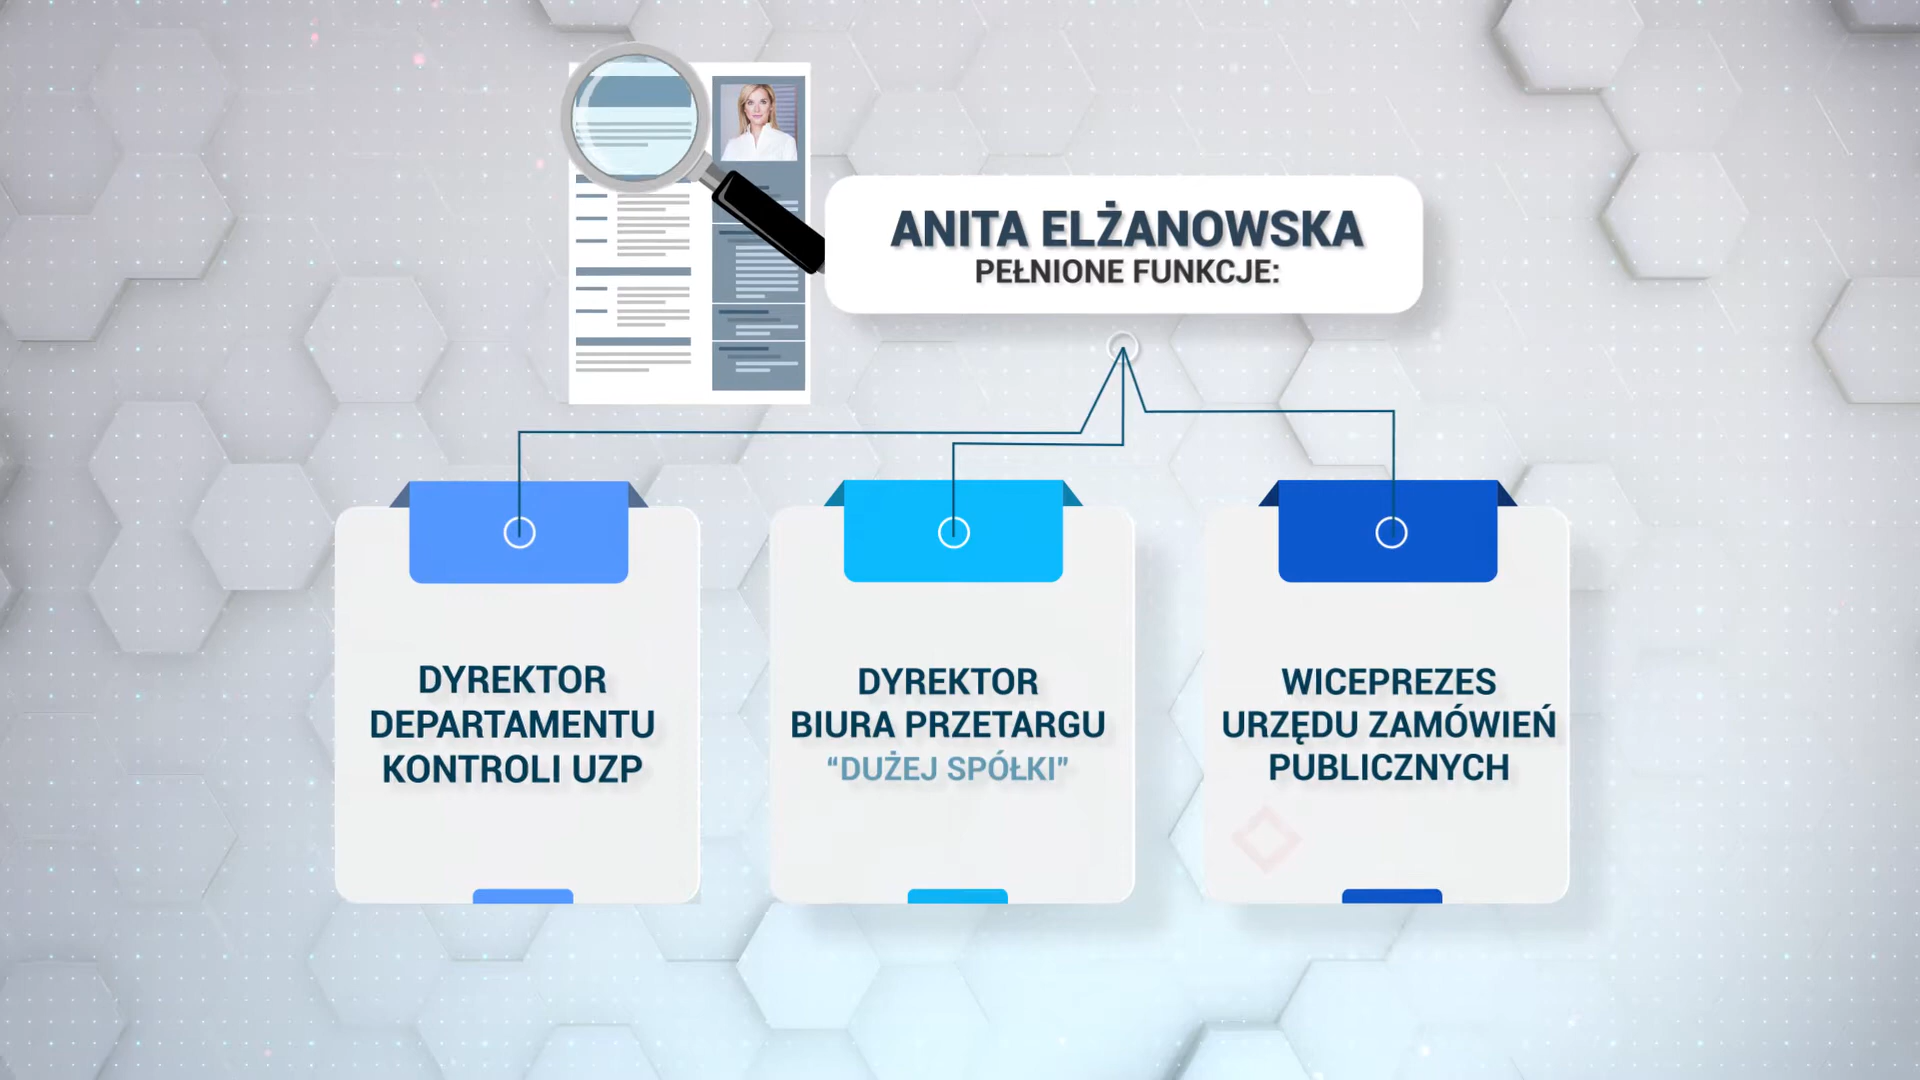 ANITA ELŻANOWSKA
PEŁNIONE FUNKCJE:
DYREKTOR
DEPARTAMENTU
KONTROLI UZP
DYREKTOR
BIURA PRZETARGU
“DUŻEJ SPÓŁKI”
WICEPREZES
URZĘDU ZAMÓWIEŃ
PUBLICZNYCH